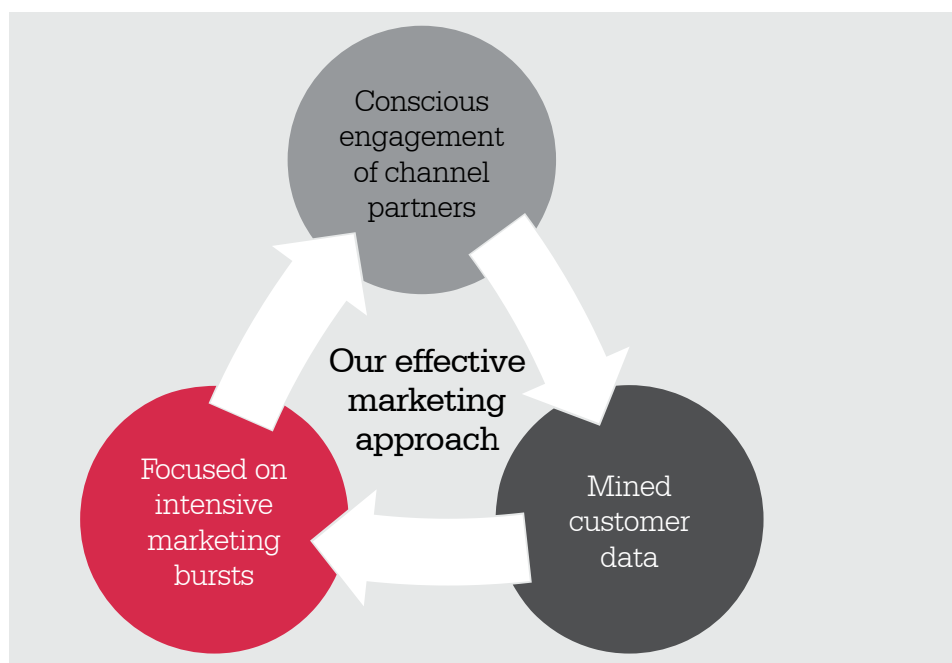 Conscious
engagement
of channel
partners
Our effective
marketing
approach
Focused on
intensive
marketing
bursts
Mined
customer
data